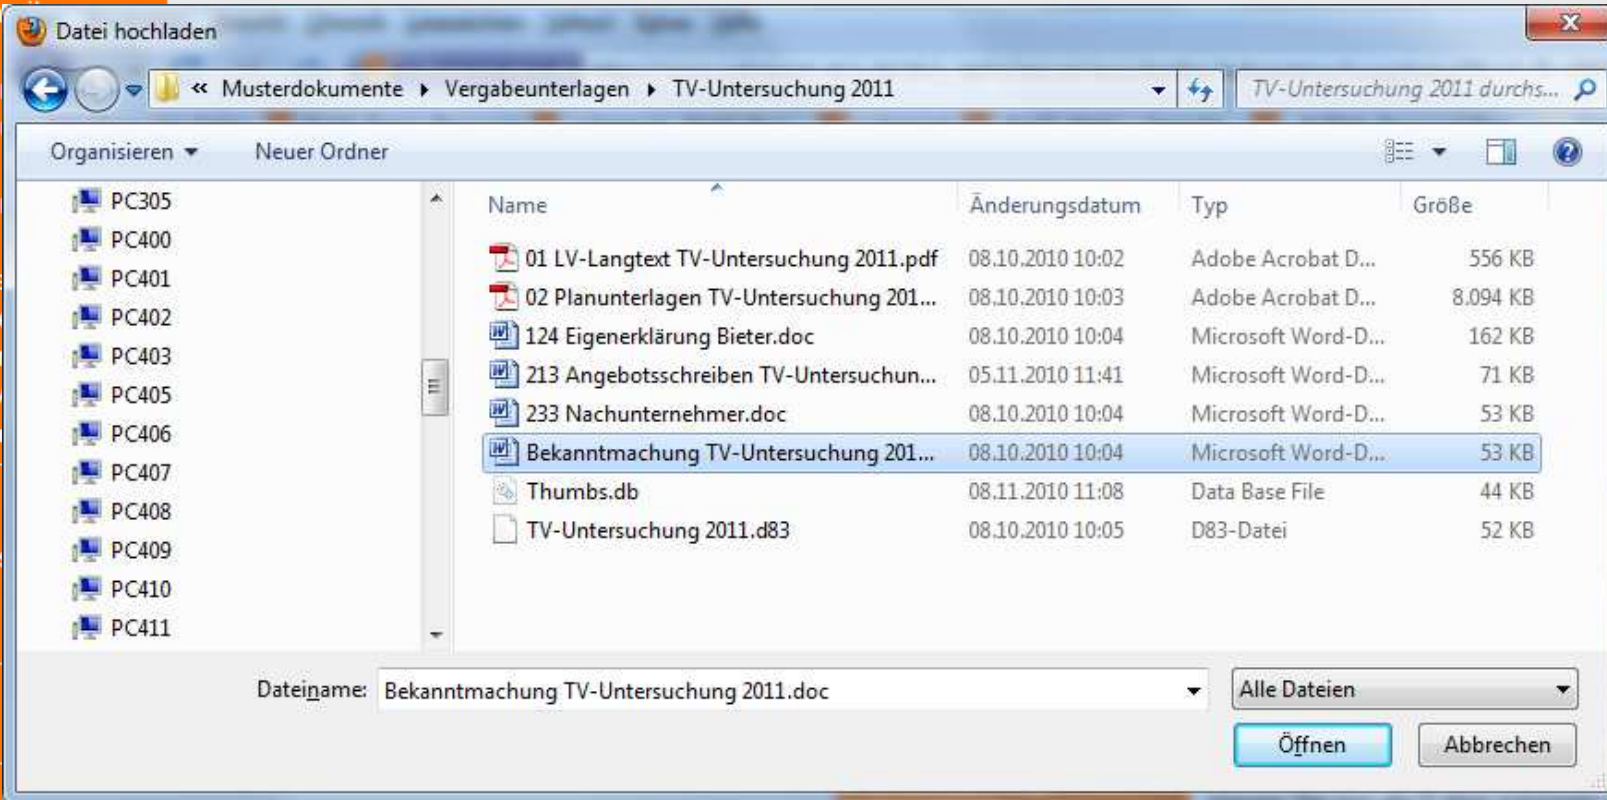 Datei hochladen
« Musterdokumente Vergabeunterlagen TV-Untersuchung 2011 TV-Untersuchung 2011 durchs...
Organisieren Neuer Ordner
PC305
PC400
PC401
PC402
PC403
PC405
PC406
PC407
PC408
PC409
PC410
PC411
Name Änderungsdatum Typ Größe
01 LV-Langtext TV-Untersuchung 2011.pdf 08.10.2010 10:02 Adobe Acrobat D... 556 KB
02 Planunterlagen TV-Untersuchung 201... 08.10.2010 10:03 Adobe Acrobat D... 8.094 KB
124 Eigenerklärung Bieter.doc 08.10.2010 10:04 Microsoft Word-D... 162 KB
213 Angebotsschreiben TV-Untersuchun... 05.11.2010 11:41 Microsoft Word-D... 71 KB
233 Nachunternehmer.doc 08.10.2010 10:04 Microsoft Word-D... 53 KB
Bekanntmachung TV-Untersuchung 201... 08.10.2010 10:04 Microsoft Word-D... 53 KB
Thumbs.db 08.11.2010 11:08 Data Base File 44 KB
TV-Untersuchung 2011.d83 08.10.2010 10:05 D83-Datei 52 KB
Dateiname: Bekanntmachung TV-Untersuchung 2011.doc Alle Dateien
Öffnen Abbrechen